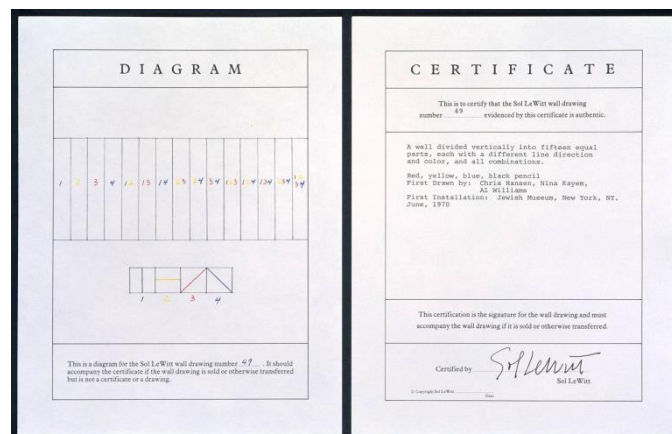 DIAGRAM
1 2 3 4 12 13 14 23 24 34 123 124 134 234 1234
1 2 3 4
This is a diagram for the Sol LeWitt wall drawing number 49. It should
accompany the certificate if the wall drawing is sold or otherwise transferred
but is not a certificate or a drawing.
CERTIFICATE
This is to certify that the Sol LeWitt wall drawing
number 49 evidenced by this certificate is authentic.
A wall divided vertically into fifteen equal
parts, each with a different line direction
and color, and all combinations.
Red, yellow, blue, black pencil
First Drawn by: Chris Hansen, Nina Kayem,
Al Williams
First Installation: Jewish Museum, New York, NY.
June, 1970
This certification is the signature for the wall drawing and must
accompany the wall drawing if it is sold or otherwise transferred.
Certified by Sol LeWitt
Sol LeWitt
© Copyright Sol LeWitt
Date